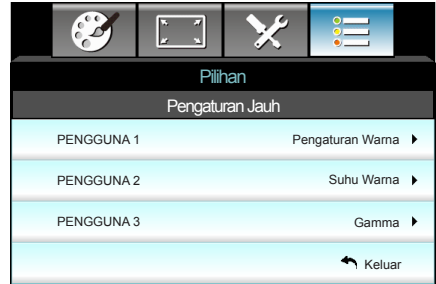 Pilihan
Pengaturan Jauh
PENGGUNA 1 Pengaturan Warna
PENGGUNA 2 Suhu Warna
PENGGUNA 3 Gamma
Keluar